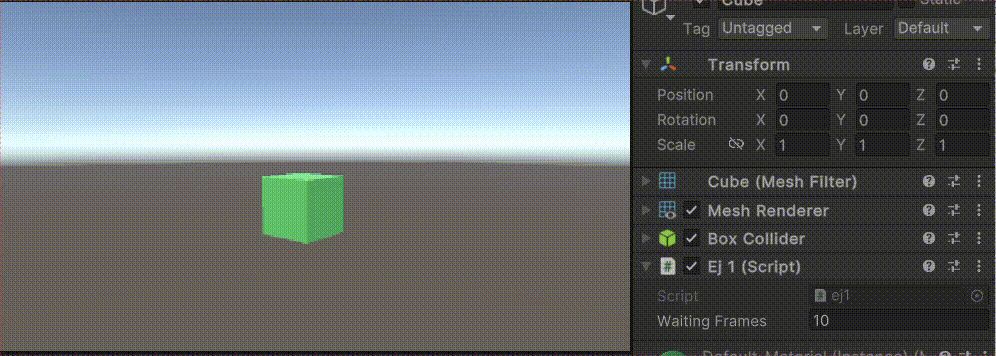 Cube
Static
Tag Untagged Layer Default
Transform
Position X 0 Y 0 Z 0
Rotation X 0 Y 0 Z 0
Scale X 1 Y 1 Z 1
Cube (Mesh Filter)
Mesh Renderer
Box Collider
Ej 1 (Script)
Script ej1
Waiting Frames 10
Default-Material (Instance)